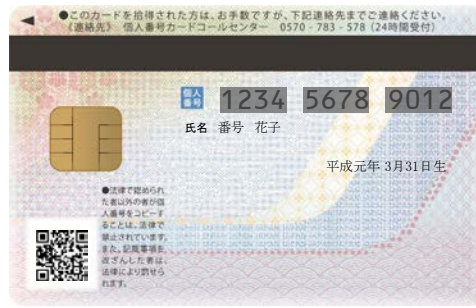 ●このカードを拾得された方は、お手数ですが、下記連絡先までご連絡ください。
《連絡先》 個人番号カードコールセンター 0570-783-578（24時間受付）
個人番号 1234 5678 9012
氏名 番号 花子
平成元年 3月31日生
●法律で認められ
た者以外の者が個
人番号をコピーす
ることは、法律で
禁止されています。
また、記載事項を
改ざんした者は、
法律により罰せら
れます。